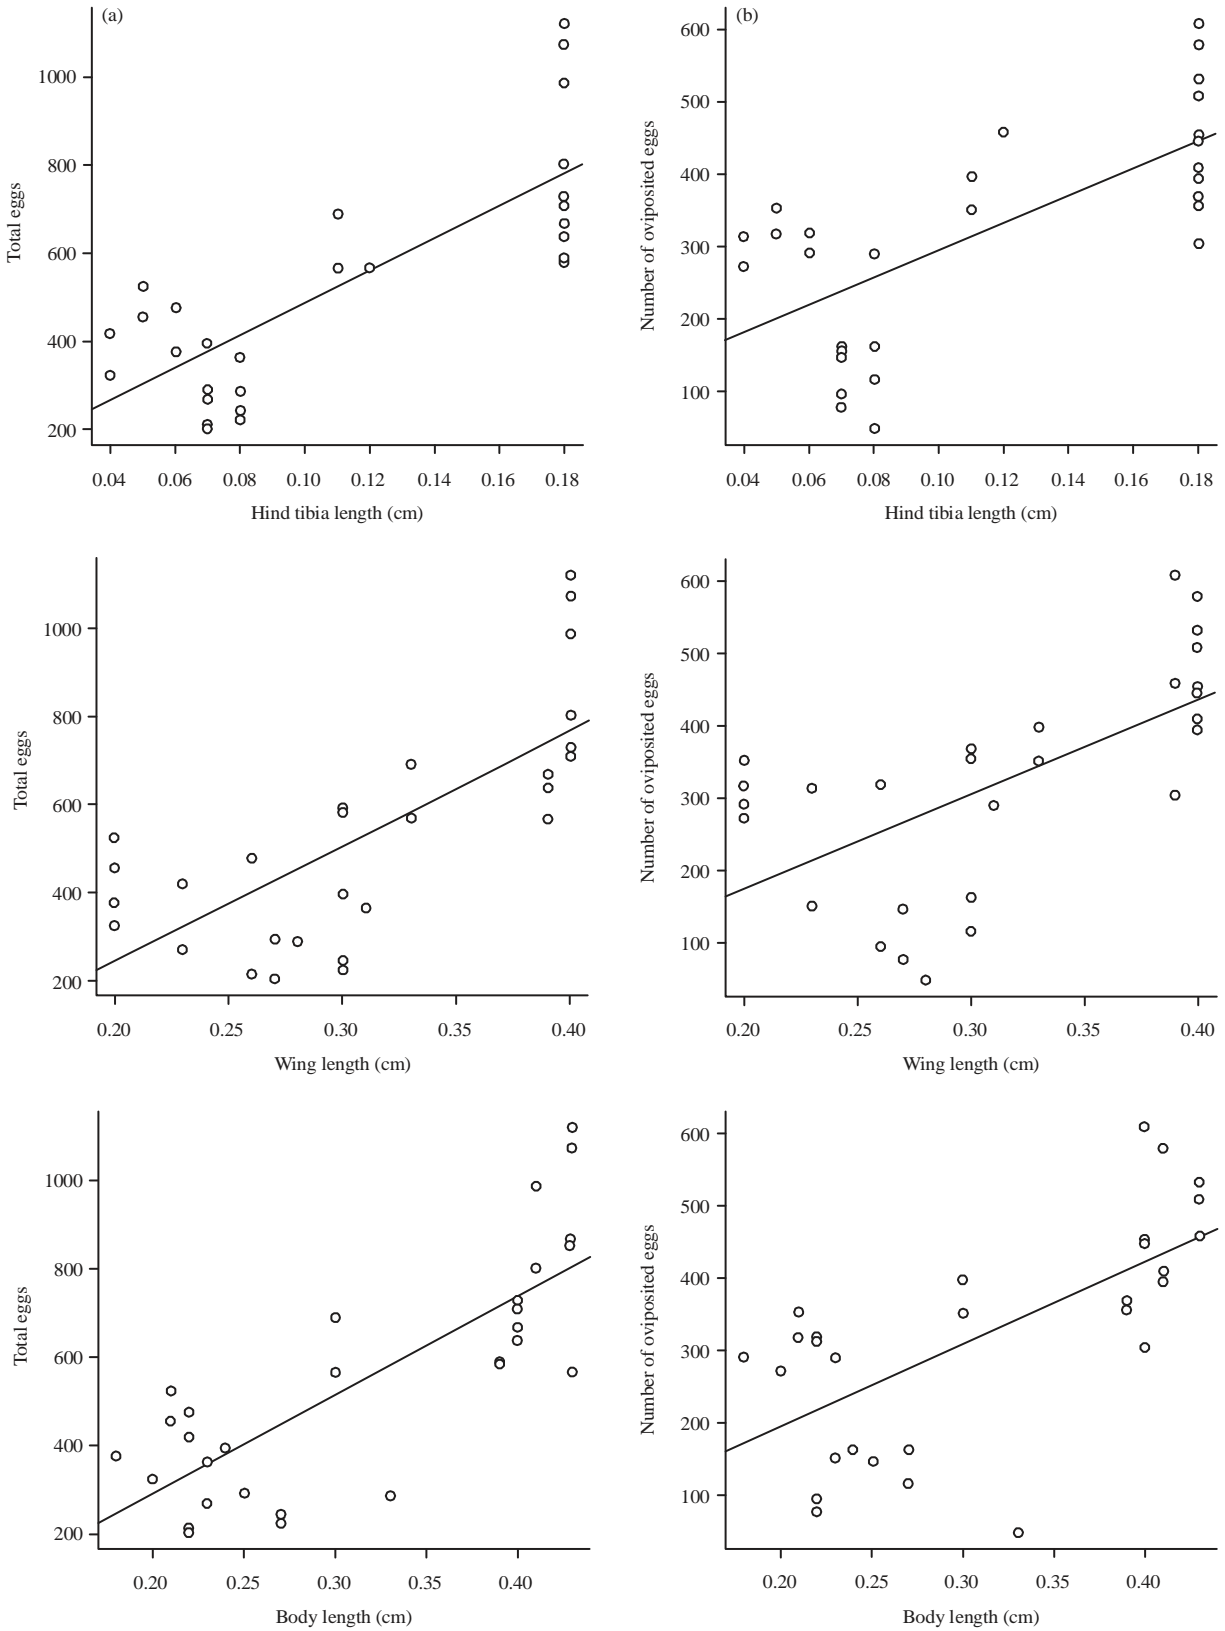 (a)
Total eggs
1000
800
600
400
200
0.04 0.06 0.08 0.10 0.12 0.14 0.16 0.18
Hind tibia length (cm)
(b)
Number of oviposited eggs
600
500
400
300
200
100
0.04 0.06 0.08 0.10 0.12 0.14 0.16 0.18
Hind tibia length (cm)
Total eggs
1000
800
600
400
200
0.20 0.25 0.30 0.35 0.40
Wing length (cm)
Number of oviposited eggs
600
500
400
300
200
100
0.20 0.25 0.30 0.35 0.40
Wing length (cm)
Total eggs
1000
800
600
400
200
0.20 0.25 0.30 0.35 0.40
Body length (cm)
Number of oviposited eggs
600
500
400
300
200
100
0.20 0.25 0.30 0.35 0.40
Body length (cm)